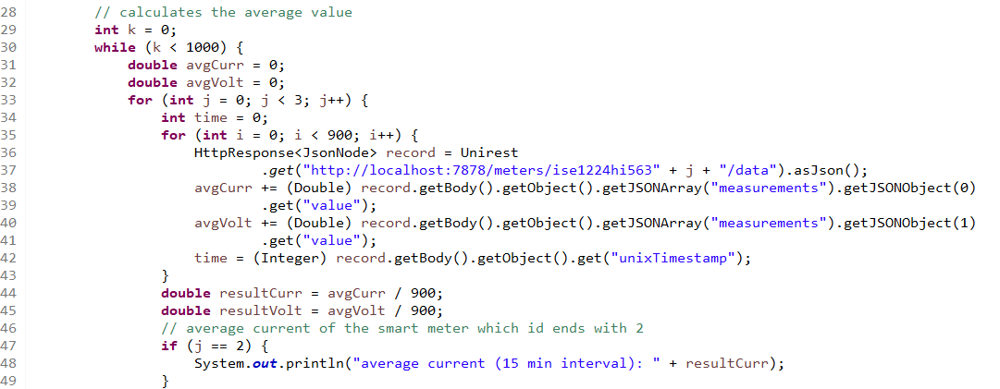 28 // calculates the average value
29 int k = 0;
30 while (k < 1000) {
31 double avgCurr = 0;
32 double avgVolt = 0;
33 for (int j = 0; j < 3; j++) {
34 int time = 0;
35 for (int i = 0; i < 900; i++) {
36 HttpResponse<JsonNode> record = Unirest
37 .get("http://localhost:7878/meters/ise1224hi563" + j + "/data").asJson();
38 avgCurr += (Double) record.getBody().getObject().getJSONArray("measurements").getJSONObject(0)
39 .get("value");
40 avgVolt += (Double) record.getBody().getObject().getJSONArray("measurements").getJSONObject(1)
41 .get("value");
42 time = (Integer) record.getBody().getObject().get("unixTimestamp");
43 }
44 double resultCurr = avgCurr / 900;
45 double resultVolt = avgVolt / 900;
46 // average current of the smart meter which id ends with 2
47 if (j == 2) {
48 System.out.println("average current (15 min interval): " + resultCurr);
49 }